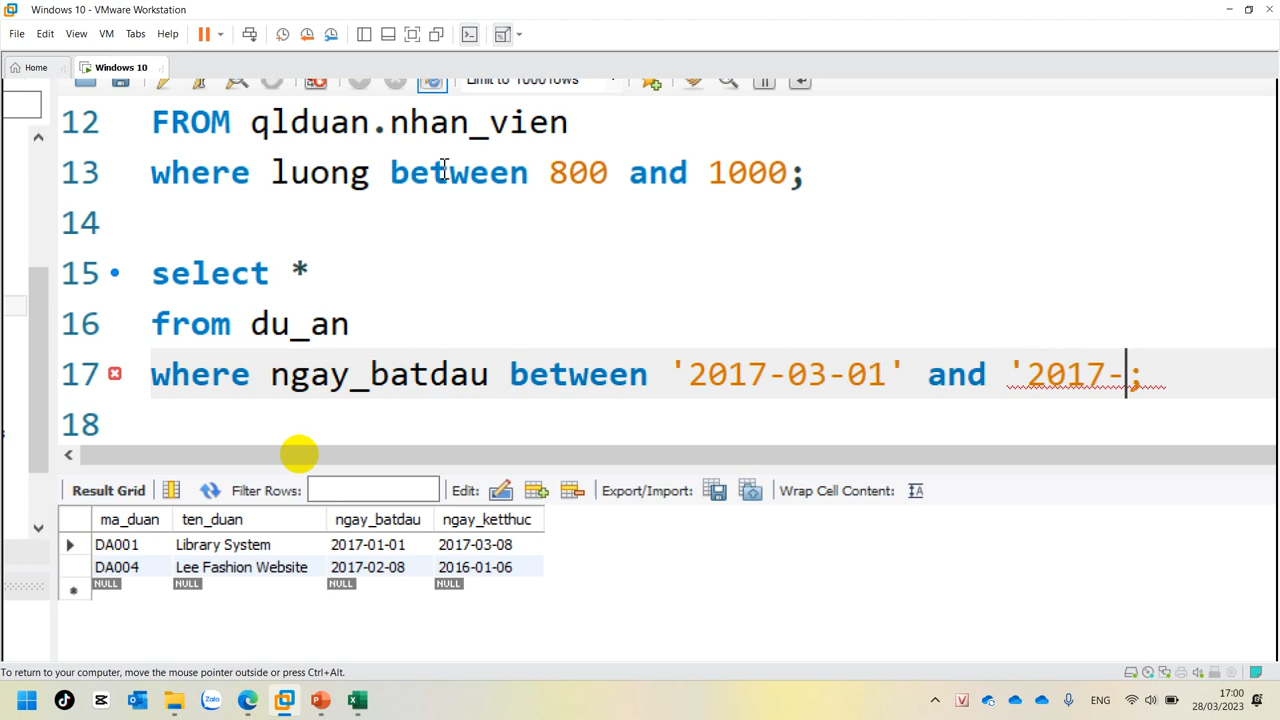 Windows 10 - VMware Workstation
File Edit View VM Tabs Help
Home Windows 10
Limit to 1000 rows
12 FROM qlduan.nhan_vien
13 where luong between 800 and 1000;
14
15 select *
16 from du_an
17 where ngay_batdau between '2017-03-01' and '2017-;
18
Result Grid Filter Rows: Edit: Export/Import: Wrap Cell Content:
ma_duan ten_duan ngay_batdau ngay_ketthuc
DA001 Library System 2017-01-01 2017-03-08
DA004 Lee Fashion Website 2017-02-08 2016-01-06
NULL NULL NULL NULL
To return to your computer, move the mouse pointer outside or press Ctrl+Alt.
Zalo ENG 17:00
28/03/2023